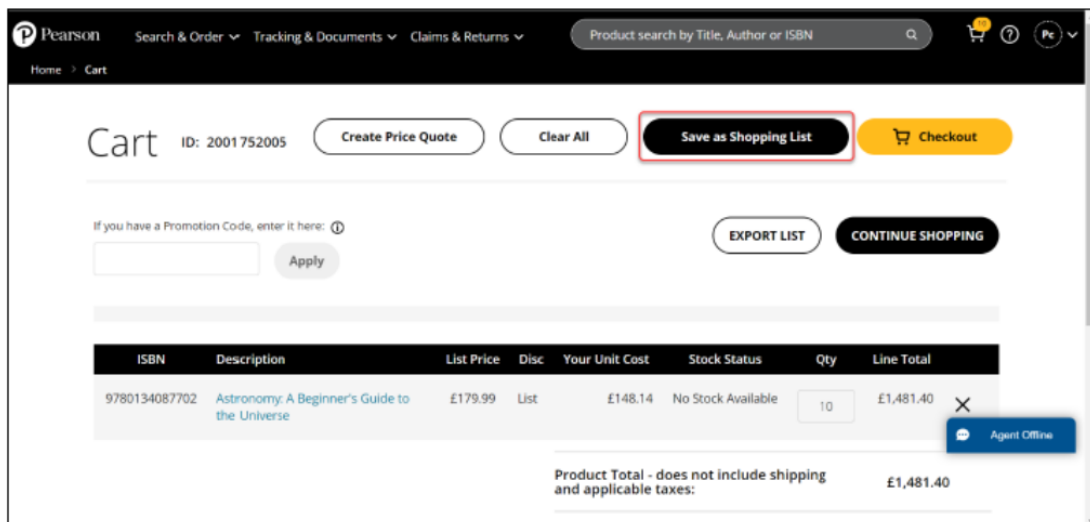 Pearson
Search & Order Tracking & Documents Claims & Returns
Product search by Title, Author or ISBN
10
Pc
Home > Cart
Cart ID: 2001752005
Create Price Quote
Clear All
Save as Shopping List
Checkout
If you have a Promotion Code, enter it here:
Apply
EXPORT LIST
CONTINUE SHOPPING
ISBN Description List Price Disc Your Unit Cost Stock Status Qty Line Total
9780134087702 Astronomy: A Beginner's Guide to £179.99 List £148.14 No Stock Available 10 £1,481.40
the Universe
Agent Offline
Product Total - does not include shipping
and applicable taxes: £1,481.40